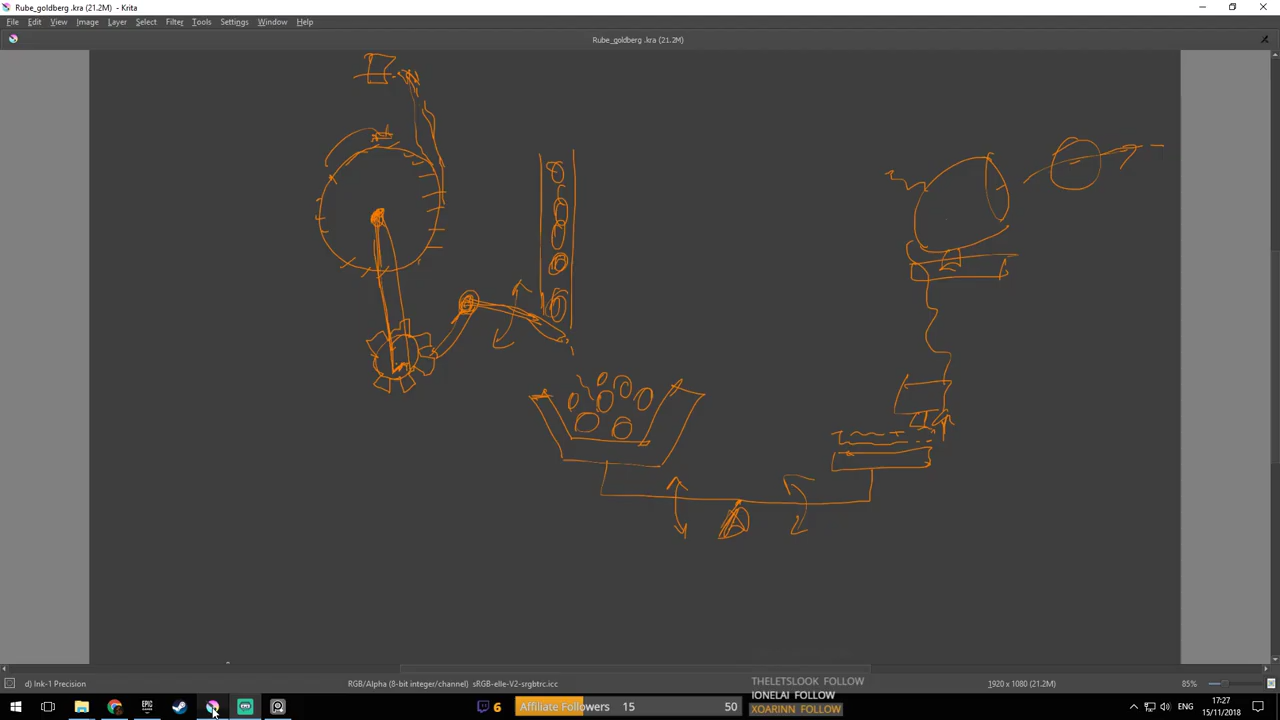 Rube_goldberg .kra (21.2M) - Krita
File Edit View Image Layer Select Filter Tools Settings Window Help
Rube_goldberg .kra (21.2M)
d) Ink-1 Precision RGB/Alpha (8-bit integer/channel) sRGB-elle-V2-srgbtrc.icc 1920 x 1080 (21.2M) 85%
THELETSLOOK FOLLOW
IONELAI FOLLOW
XOARINN FOLLOW
6 Affiliate Followers 15 50
EPIC
17:27
15/11/2018